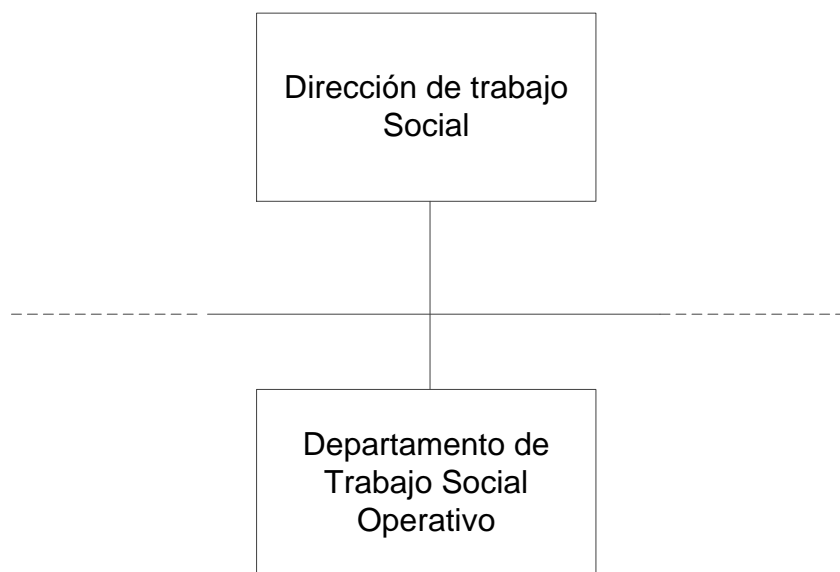 Dirección de trabajo
Social
Departamento de
Trabajo Social
Operativo